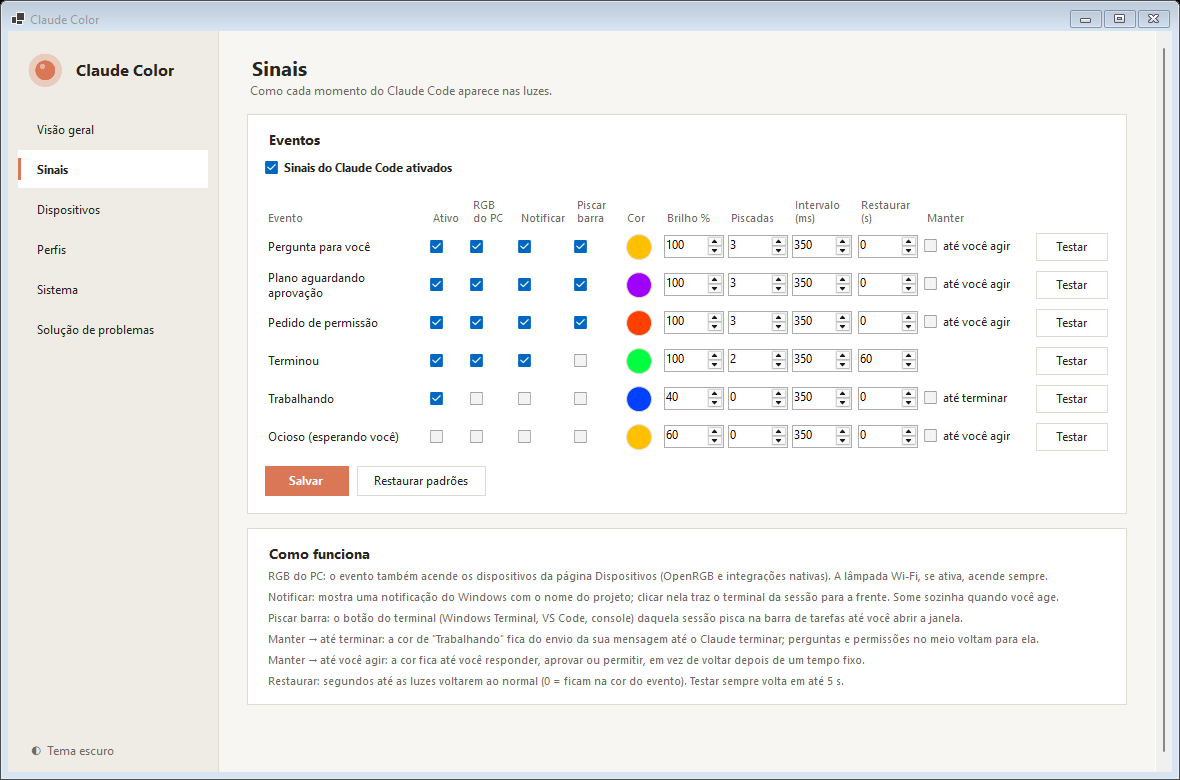 Claude Color
Claude Color
Visão geral
Sinais
Dispositivos
Perfis
Sistema
Solução de problemas
Tema escuro
Sinais
Como cada momento do Claude Code aparece nas luzes.
Eventos
Sinais do Claude Code ativados
Evento Ativo RGB do PC Notificar Piscar barra Cor Brilho % Piscadas Intervalo (ms) Restaurar (s) Manter
Pergunta para você 100 3 350 0 até você agir Testar
Plano aguardando
aprovação 100 3 350 0 até você agir Testar
Pedido de permissão 100 3 350 0 até você agir Testar
Terminou 100 2 350 60 Testar
Trabalhando 40 0 350 0 até terminar Testar
Ocioso (esperando você) 60 0 350 0 até você agir Testar
Salvar Restaurar padrões
Como funciona
RGB do PC: o evento também acende os dispositivos da página Dispositivos (OpenRGB e integrações nativas). A lâmpada Wi-Fi, se ativa, acende sempre.
Notificar: mostra uma notificação do Windows com o nome do projeto; clicar nela traz o terminal da sessão para a frente. Some sozinha quando você age.
Piscar barra: o botão do terminal (Windows Terminal, VS Code, console) daquela sessão pisca na barra de tarefas até você abrir a janela.
Manter → até terminar: a cor de "Trabalhando" fica do envio da sua mensagem até o Claude terminar; perguntas e permissões no meio voltam para ela.
Manter → até você agir: a cor fica até você responder, aprovar ou permitir, em vez de voltar depois de um tempo fixo.
Restaurar: segundos até as luzes voltarem ao normal (0 = ficam na cor do evento). Testar sempre volta em até 5 s.